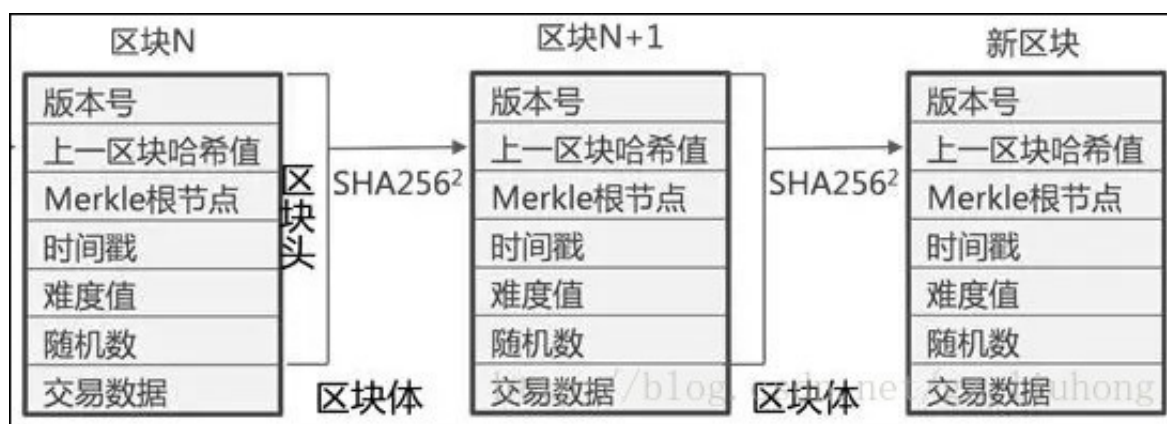 区块N
版本号
上一区块哈希值
Merkle根节点
时间戳
难度值
随机数
交易数据
区块头
区块体
SHA256²
区块N+1
版本号
上一区块哈希值
Merkle根节点
时间戳
难度值
随机数
交易数据
区块体
SHA256²
新区块
版本号
上一区块哈希值
Merkle根节点
时间戳
难度值
随机数
交易数据